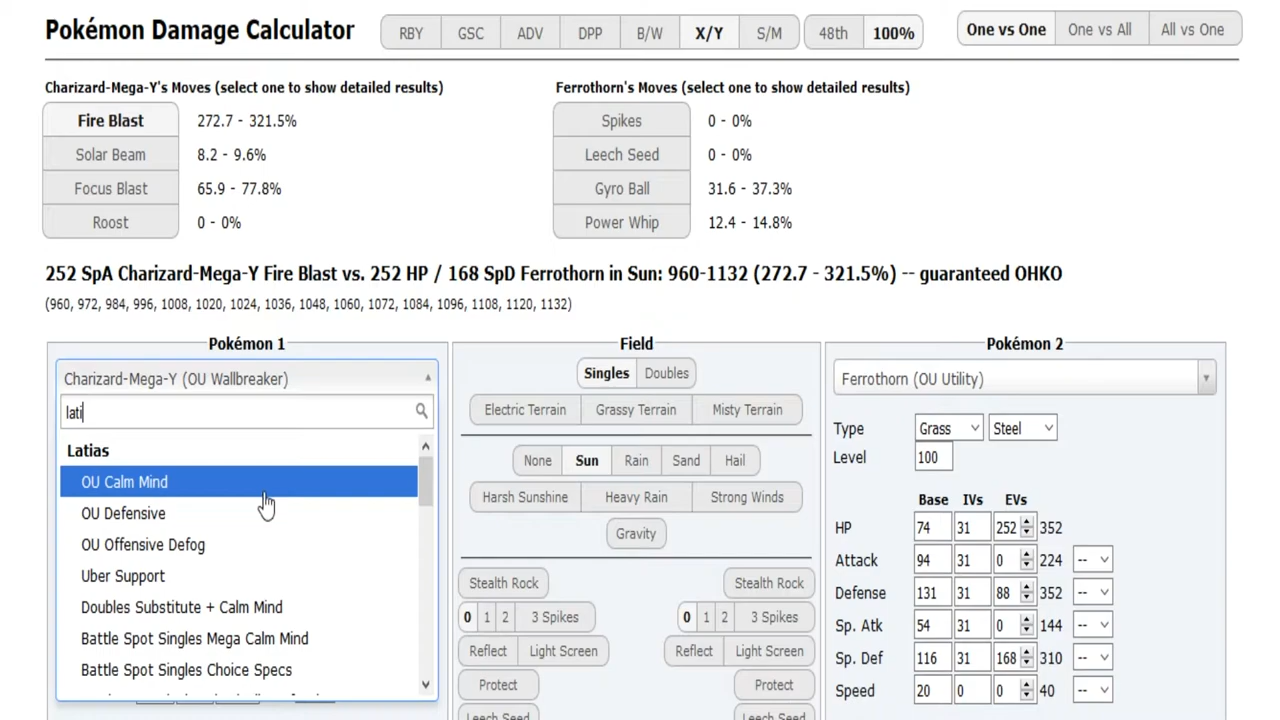 Pokémon Damage Calculator
RBY GSC ADV DPP B/W X/Y S/M 48th 100% One vs One One vs All All vs One
Charizard-Mega-Y's Moves (select one to show detailed results)
Fire Blast 272.7 - 321.5%
Solar Beam 8.2 - 9.6%
Focus Blast 65.9 - 77.8%
Roost 0 - 0%
Ferrothorn's Moves (select one to show detailed results)
Spikes 0 - 0%
Leech Seed 0 - 0%
Gyro Ball 31.6 - 37.3%
Power Whip 12.4 - 14.8%
252 SpA Charizard-Mega-Y Fire Blast vs. 252 HP / 168 SpD Ferrothorn in Sun: 960-1132 (272.7 - 321.5%) -- guaranteed OHKO
(960, 972, 984, 996, 1008, 1020, 1024, 1036, 1048, 1060, 1072, 1084, 1096, 1108, 1120, 1132)
Pokémon 1
Charizard-Mega-Y (OU Wallbreaker)
lati
Latias
OU Calm Mind
OU Defensive
OU Offensive Defog
Uber Support
Doubles Substitute + Calm Mind
Battle Spot Singles Mega Calm Mind
Battle Spot Singles Choice Specs
Field
Singles Doubles
Electric Terrain Grassy Terrain Misty Terrain
None Sun Rain Sand Hail
Harsh Sunshine Heavy Rain Strong Winds
Gravity
Stealth Rock Stealth Rock
0 1 2 3 Spikes 0 1 2 3 Spikes
Reflect Light Screen Reflect Light Screen
Protect Protect
Leech Seed Leech Seed
Pokémon 2
Ferrothorn (OU Utility)
Type Grass Steel
Level 100
Base IVs EVs
HP 74 31 252 352
Attack 94 31 0 224 --
Defense 131 31 88 352 --
Sp. Atk 54 31 0 144 --
Sp. Def 116 31 168 310 --
Speed 20 0 0 40 --